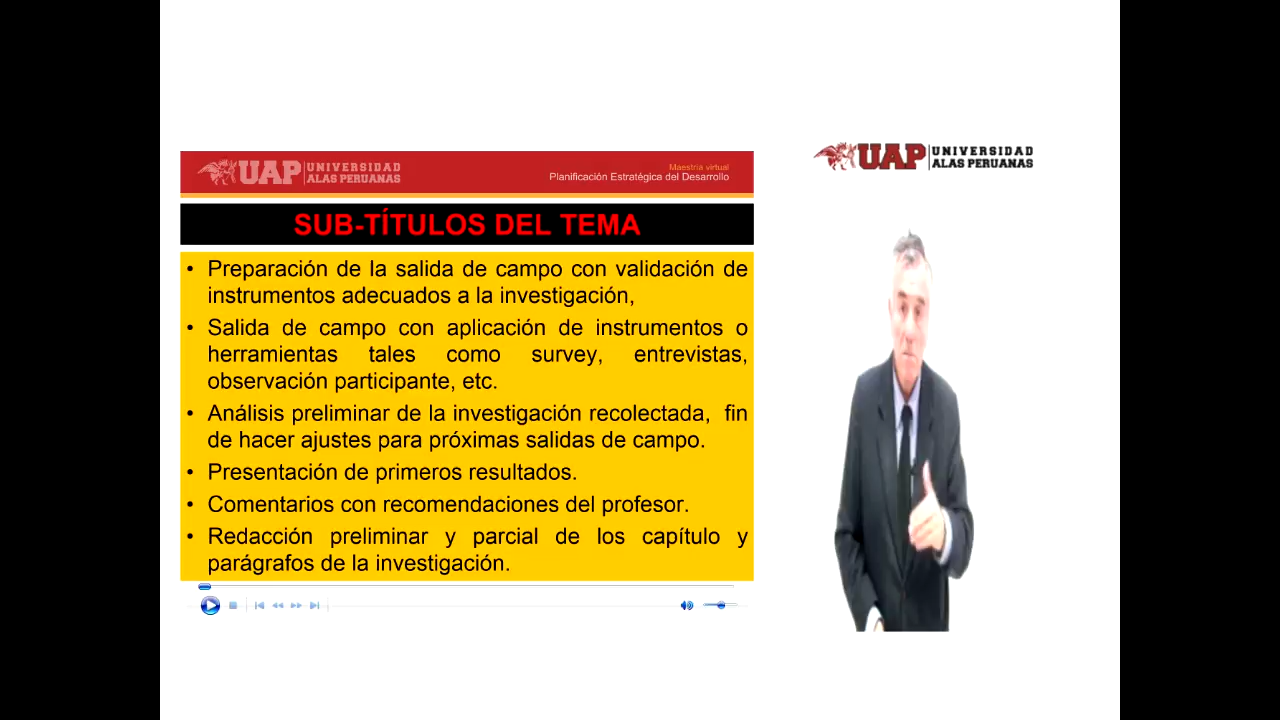 UAP UNIVERSIDAD
ALAS PERUANAS
Maestría virtual
Planificación Estratégica del Desarrollo
UAP UNIVERSIDAD
ALAS PERUANAS
SUB-TÍTULOS DEL TEMA
• Preparación de la salida de campo con validación de
instrumentos adecuados a la investigación,
• Salida de campo con aplicación de instrumentos o
herramientas tales como survey, entrevistas,
observación participante, etc.
• Análisis preliminar de la investigación recolectada, fin
de hacer ajustes para próximas salidas de campo.
• Presentación de primeros resultados.
• Comentarios con recomendaciones del profesor.
• Redacción preliminar y parcial de los capítulo y
parágrafos de la investigación.